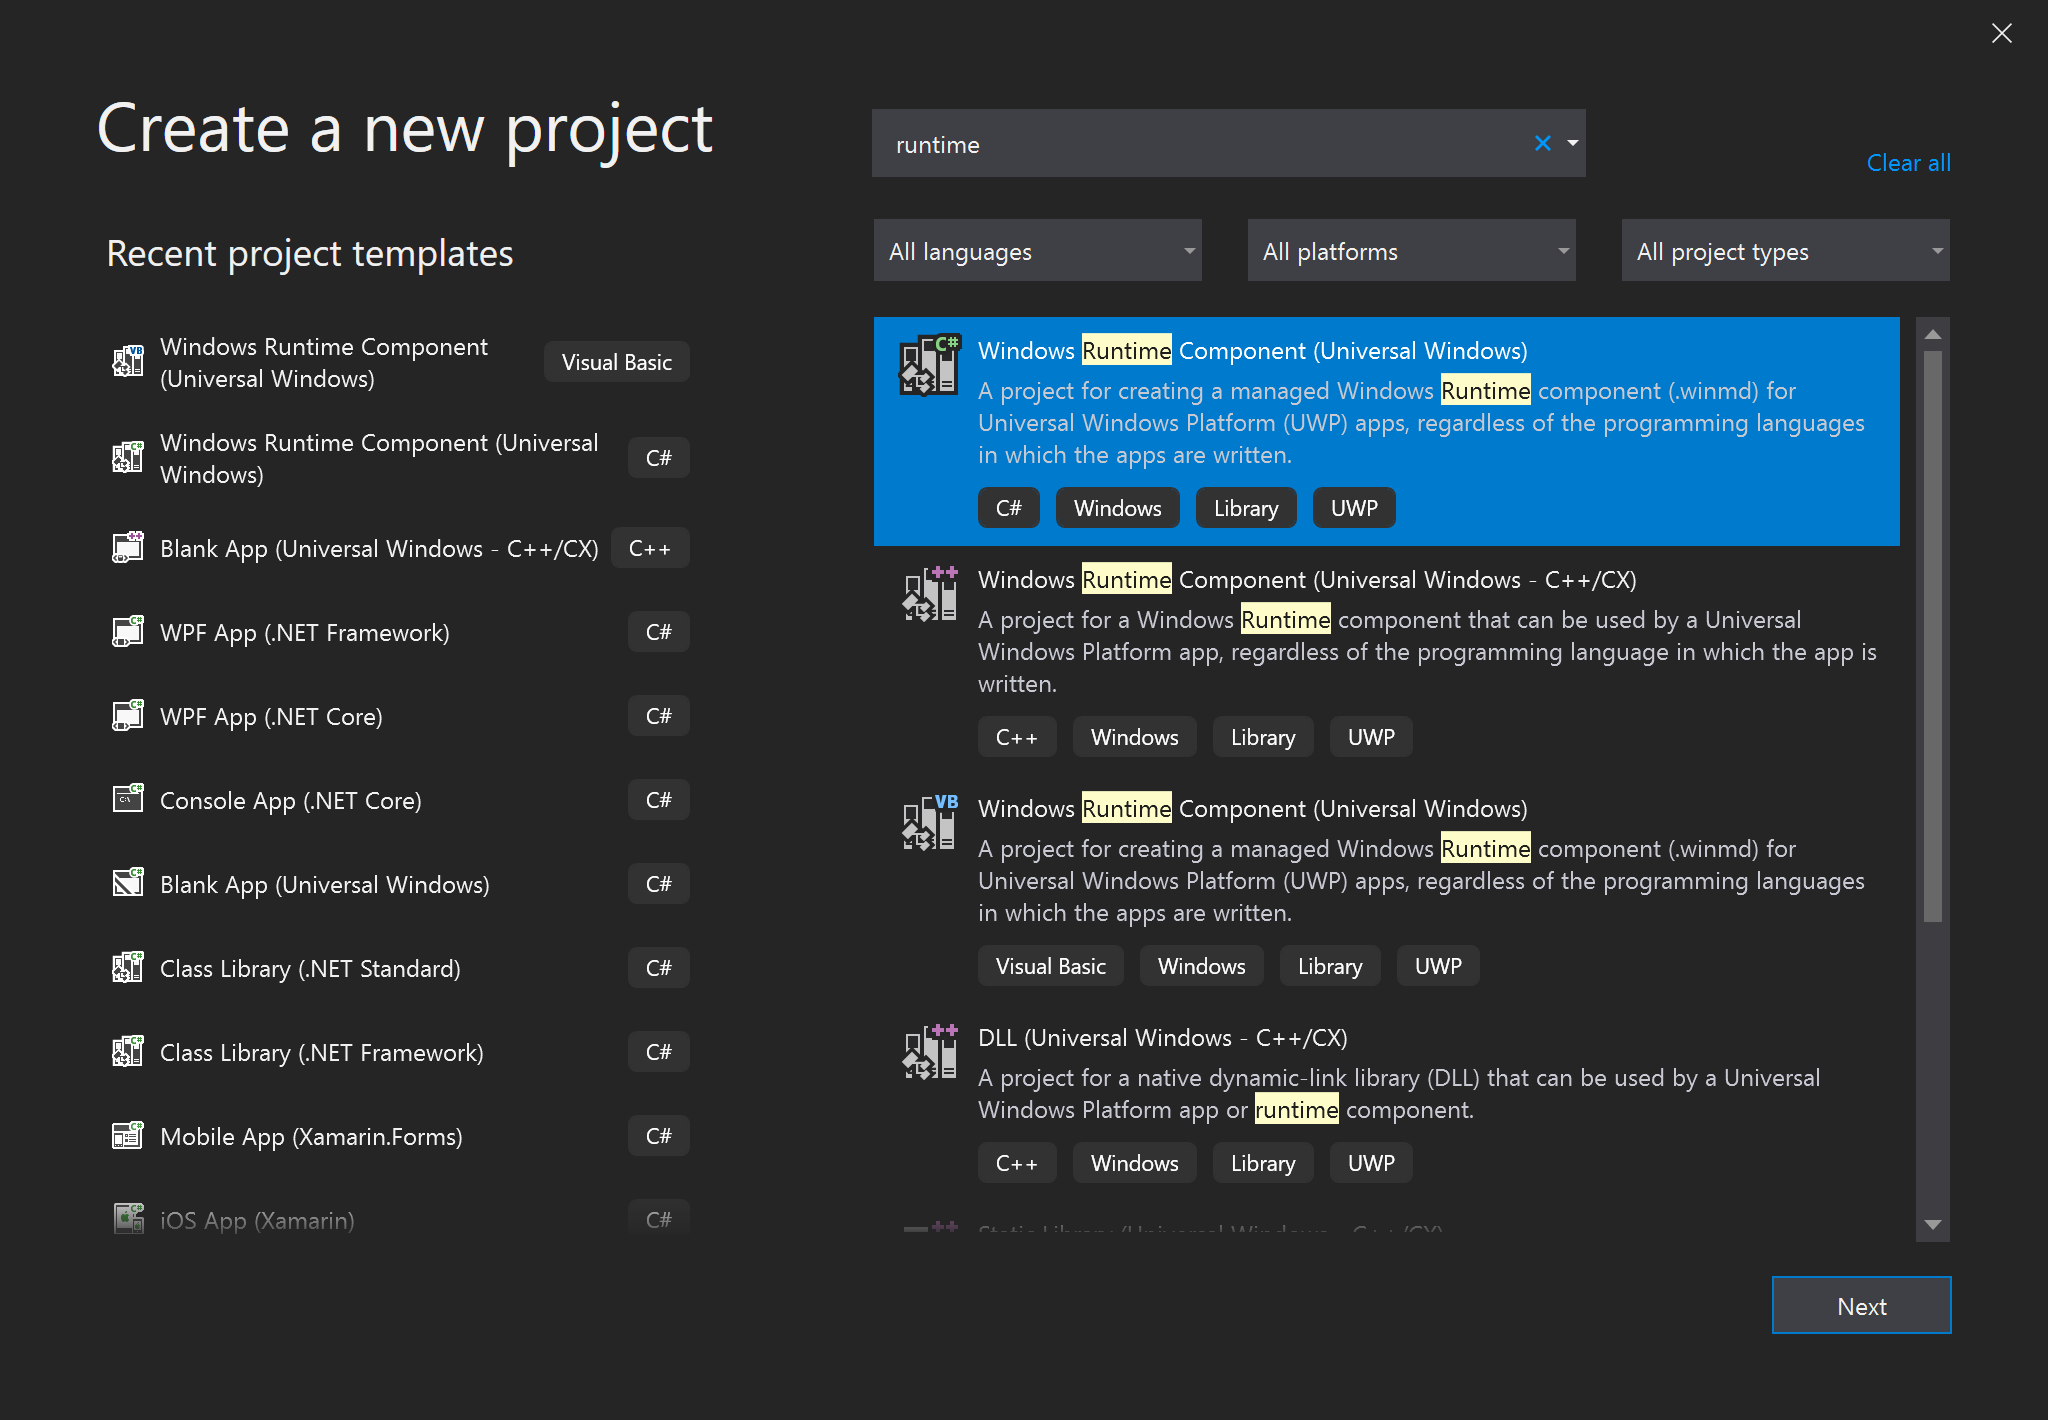 Create a new project
runtime
Clear all
All languages
All platforms
All project types
Recent project templates
Windows Runtime Component
(Universal Windows)
Visual Basic
Windows Runtime Component (Universal
Windows)
C#
Blank App (Universal Windows - C++/CX)
C++
WPF App (.NET Framework)
C#
WPF App (.NET Core)
C#
Console App (.NET Core)
C#
Blank App (Universal Windows)
C#
Class Library (.NET Standard)
C#
Class Library (.NET Framework)
C#
Mobile App (Xamarin.Forms)
C#
iOS App (Xamarin)
C#
C#
Windows Runtime Component (Universal Windows)
A project for creating a managed Windows Runtime component (.winmd) for
Universal Windows Platform (UWP) apps, regardless of the programming languages
in which the apps are written.
C#
Windows
Library
UWP
++
Windows Runtime Component (Universal Windows - C++/CX)
A project for a Windows Runtime component that can be used by a Universal
Windows Platform app, regardless of the programming language in which the app is
written.
C++
Windows
Library
UWP
VB
Windows Runtime Component (Universal Windows)
A project for creating a managed Windows Runtime component (.winmd) for
Universal Windows Platform (UWP) apps, regardless of the programming languages
in which the apps are written.
Visual Basic
Windows
Library
UWP
++
DLL (Universal Windows - C++/CX)
A project for a native dynamic-link library (DLL) that can be used by a Universal
Windows Platform app or runtime component.
C++
Windows
Library
UWP
Static Library (Universal Windows - C++/CX)
Next